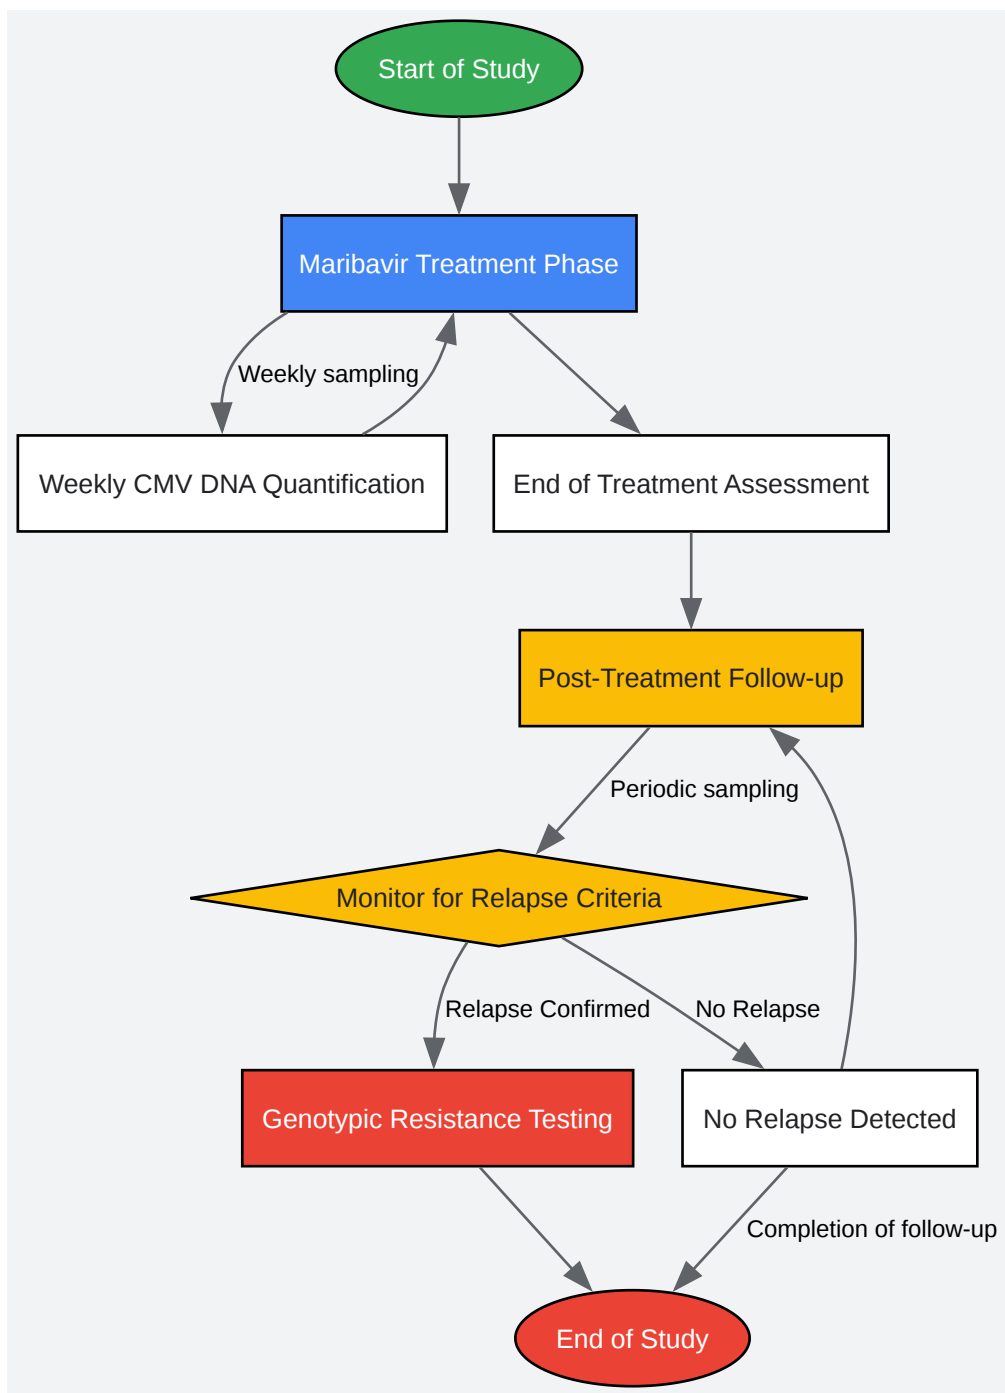 Start of Study
Maribavir Treatment Phase
Weekly sampling
Weekly CMV DNA Quantification
End of Treatment Assessment
Post-Treatment Follow-up
Periodic sampling
Monitor for Relapse Criteria
Relapse Confirmed
No Relapse
Genotypic Resistance Testing
No Relapse Detected
Completion of follow-up
End of Study